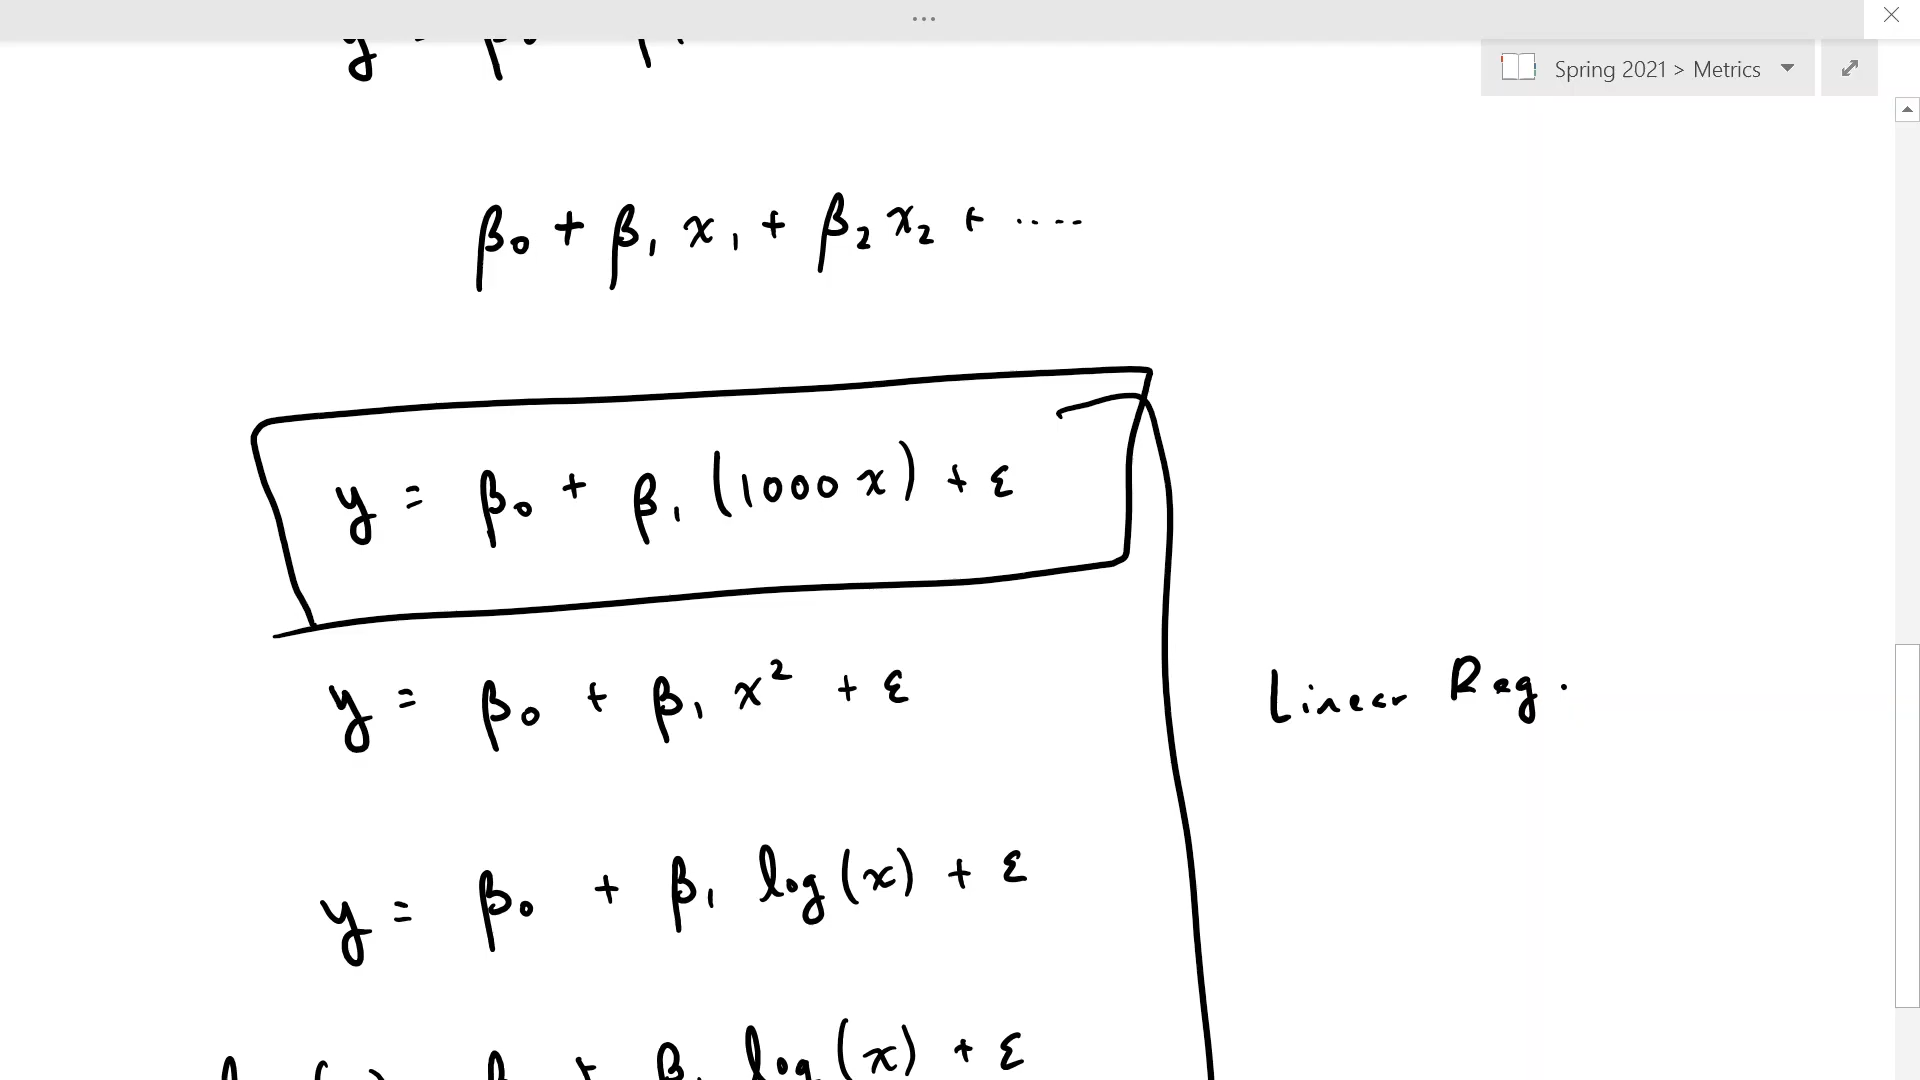 Spring 2021 > Metrics
β₀ + β₁ x₁ + β₂ x₂ + ....
y = β₀ + β₁ (1000 x) + ε
y = β₀ + β₁ x² + ε
Linear Reg.
y = β₀ + β₁ log(x) + ε
β₁ log(x) + ε